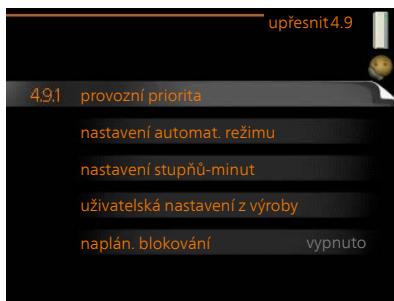 upřesnit 4.9
4.9.1 provozní priorita
nastavení automat. režimu
nastavení stupňů-minut
uživatelská nastavení z výroby
naplán. blokování vypnuto